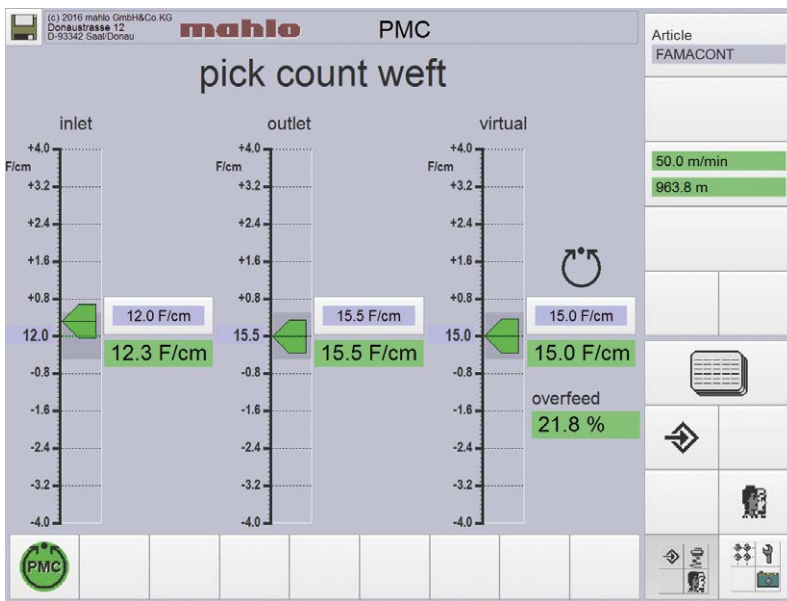 (c) 2016 mahlo GmbH&Co.KG
Donaustrasse 12
D-93342 Saal/Donau
mahlo
PMC
pick count weft
inlet
+4.0
F/cm
+3.2
+2.4
+1.6
+0.8
12.0
-0.8
-1.6
-2.4
-3.2
-4.0
12.0 F/cm
12.3 F/cm
outlet
+4.0
F/cm
+3.2
+2.4
+1.6
+0.8
15.5
-0.8
-1.6
-2.4
-3.2
-4.0
15.5 F/cm
15.5 F/cm
virtual
+4.0
F/cm
+3.2
+2.4
+1.6
+0.8
15.0
-0.8
-1.6
-2.4
-3.2
-4.0
15.0 F/cm
15.0 F/cm
overfeed
21.8 %
Article
FAMACONT
50.0 m/min
963.8 m
PMC